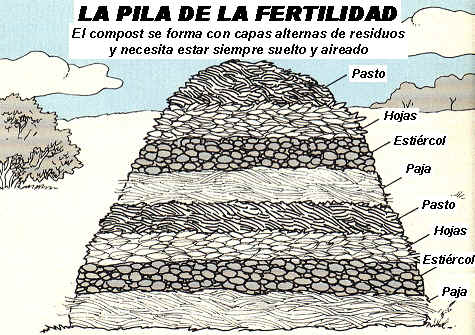 LA PILA DE LA FERTILIDAD
El compost se forma con capas alternas de residuos
y necesita estar siempre suelto y aireado
Pasto
Hojas
Estiércol
Paja
Pasto
Hojas
Estiércol
Paja